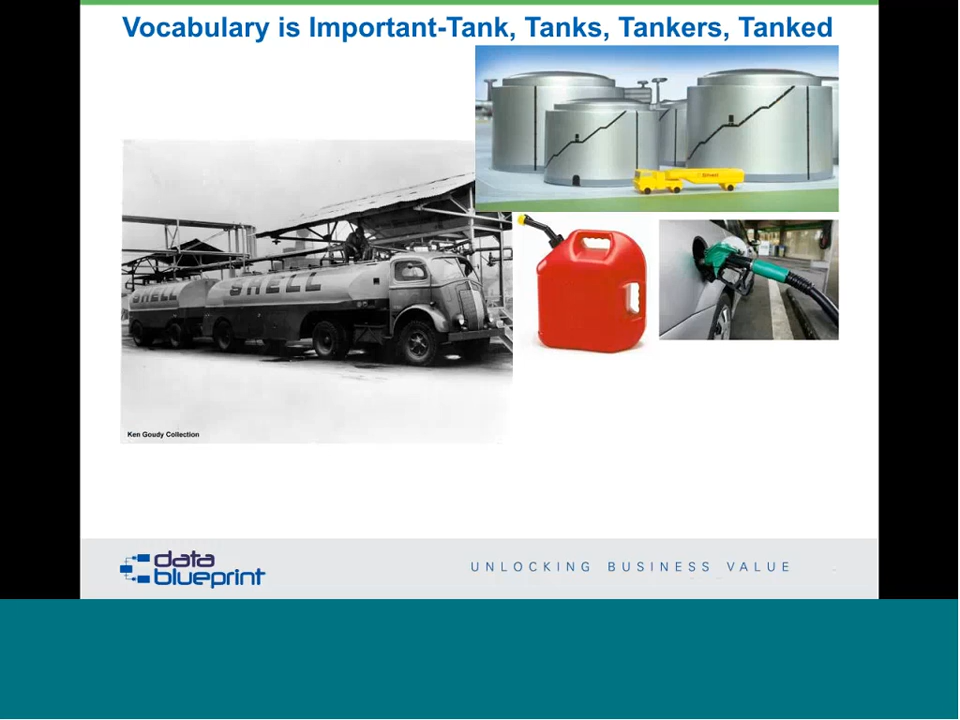 Vocabulary is Important-Tank, Tanks, Tankers, Tanked
SHELL
SHELL
Ken Goudy Collection
data
blueprint
UNLOCKING BUSINESS VALUE